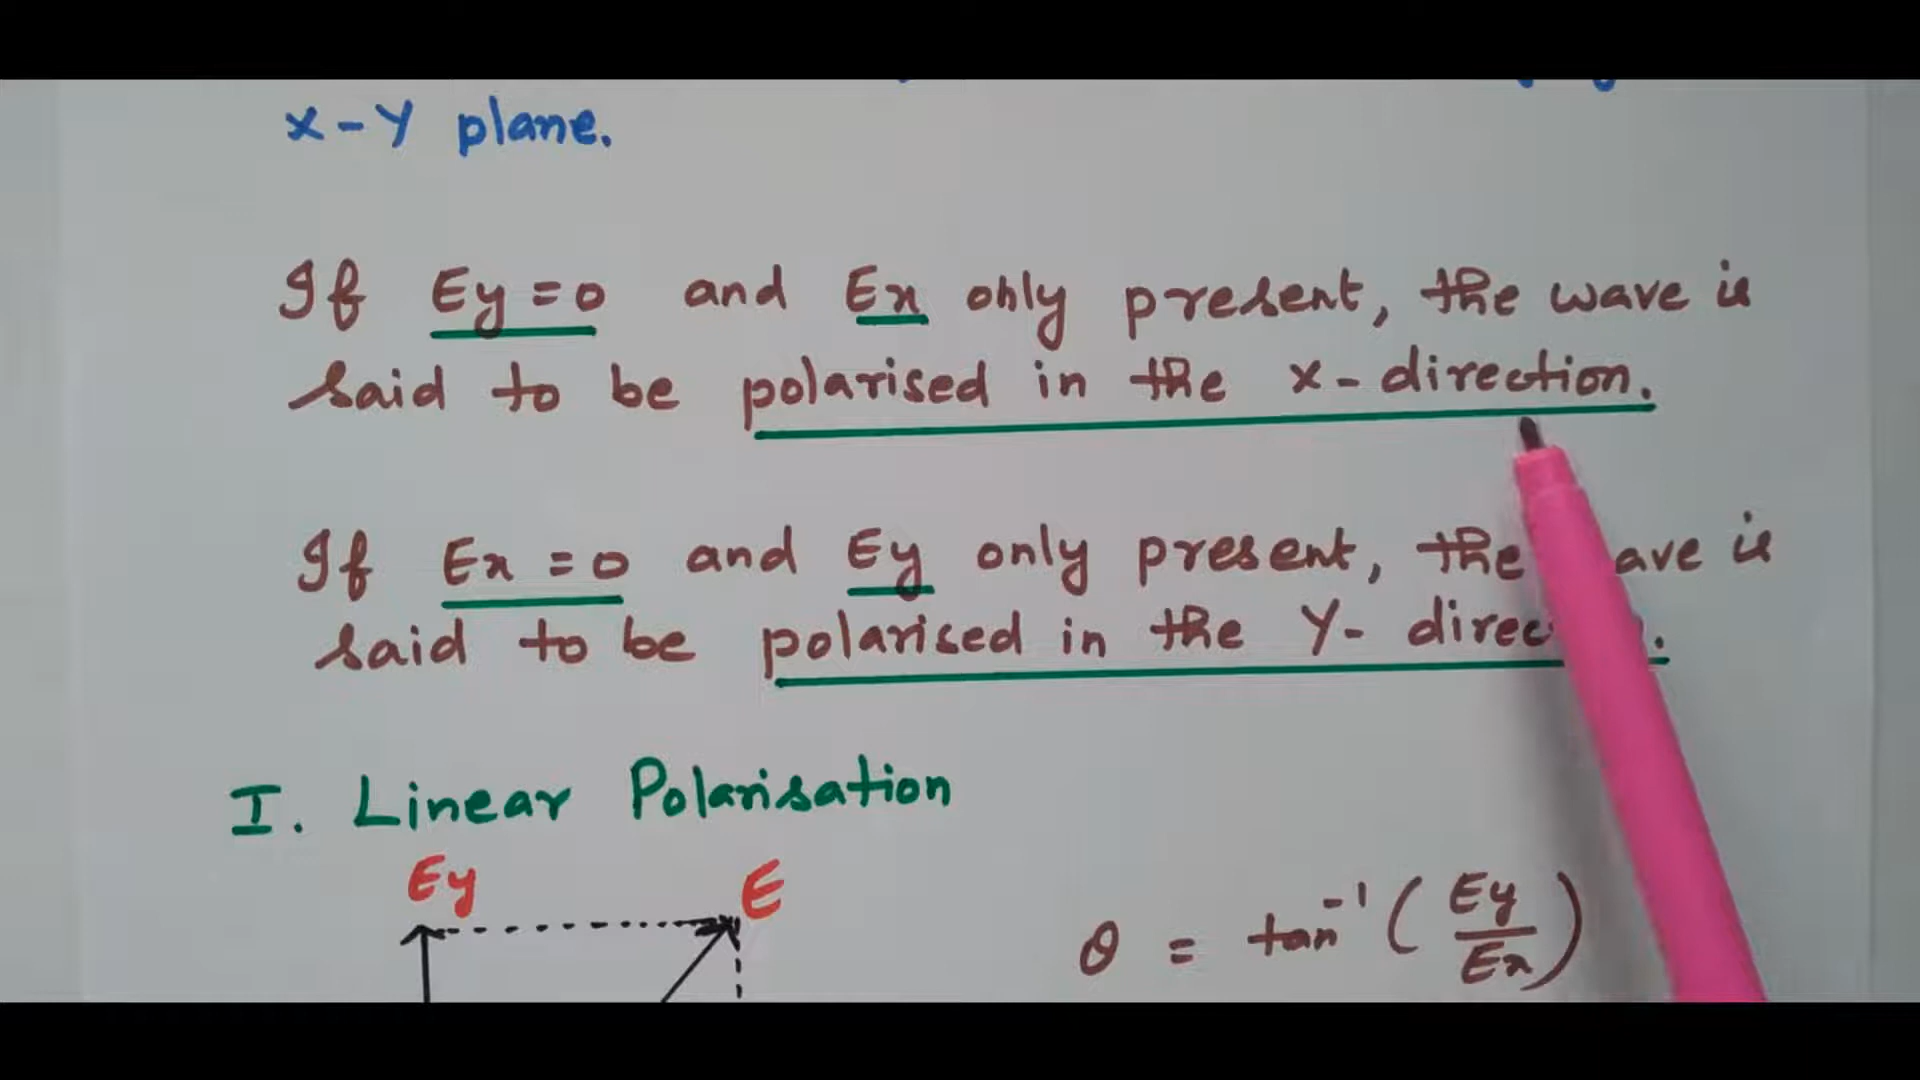 X-Y plane.
If Ey=0 and Ex only present, the wave is
said to be polarised in the X-direction.
If Ex=0 and Ey only present, the ave is
said to be polarised in the Y-
I. Linear Polarisation
Ey E
θ = tan⁻¹ (Ey/Ex)